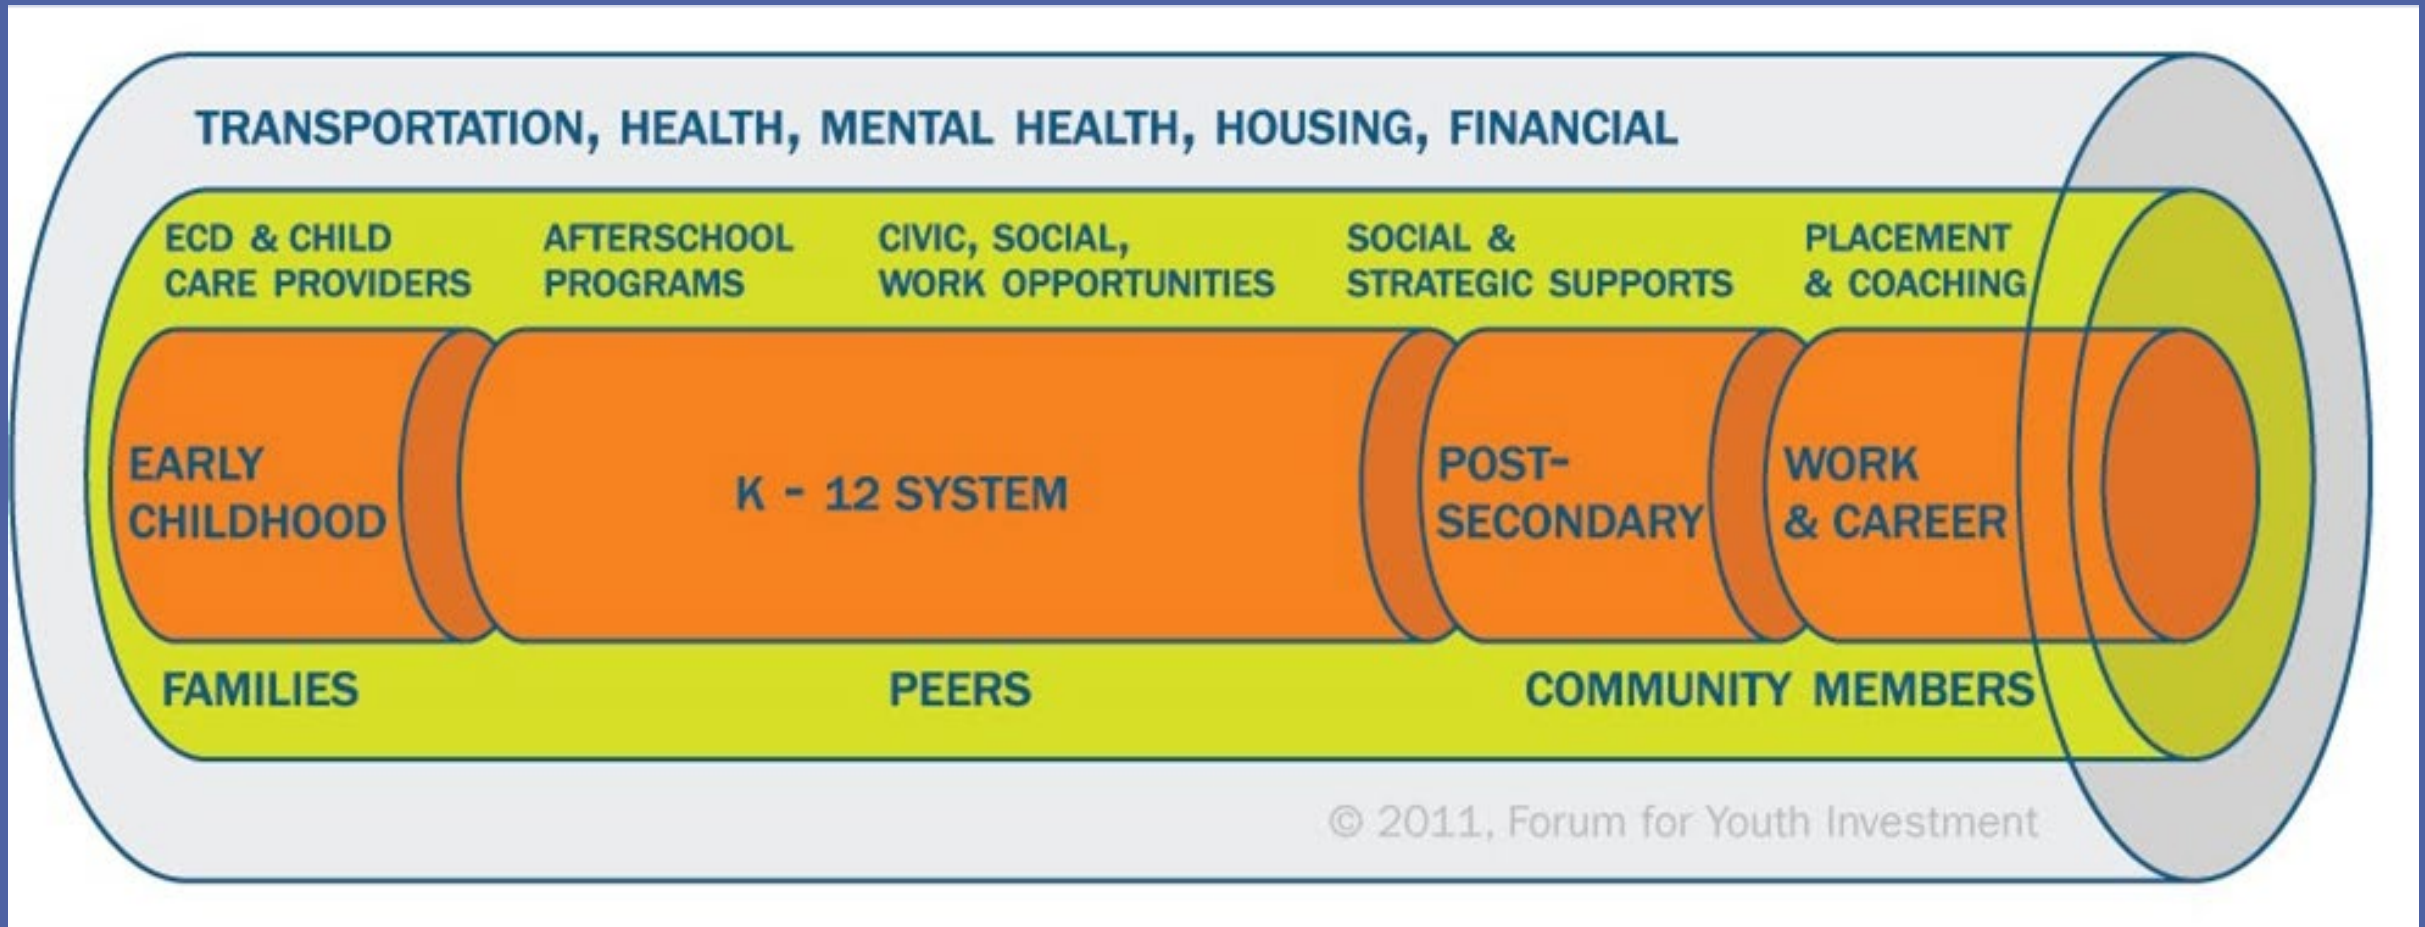 TRANSPORTATION, HEALTH, MENTAL HEALTH, HOUSING, FINANCIAL
ECD & CHILD
CARE PROVIDERS
AFTERSCHOOL
PROGRAMS
CIVIC, SOCIAL,
WORK OPPORTUNITIES
SOCIAL &
STRATEGIC SUPPORTS
PLACEMENT
& COACHING
EARLY
CHILDHOOD
K - 12 SYSTEM
POST-
SECONDARY
WORK
& CAREER
FAMILIES
PEERS
COMMUNITY MEMBERS
© 2011, Forum for Youth Investment